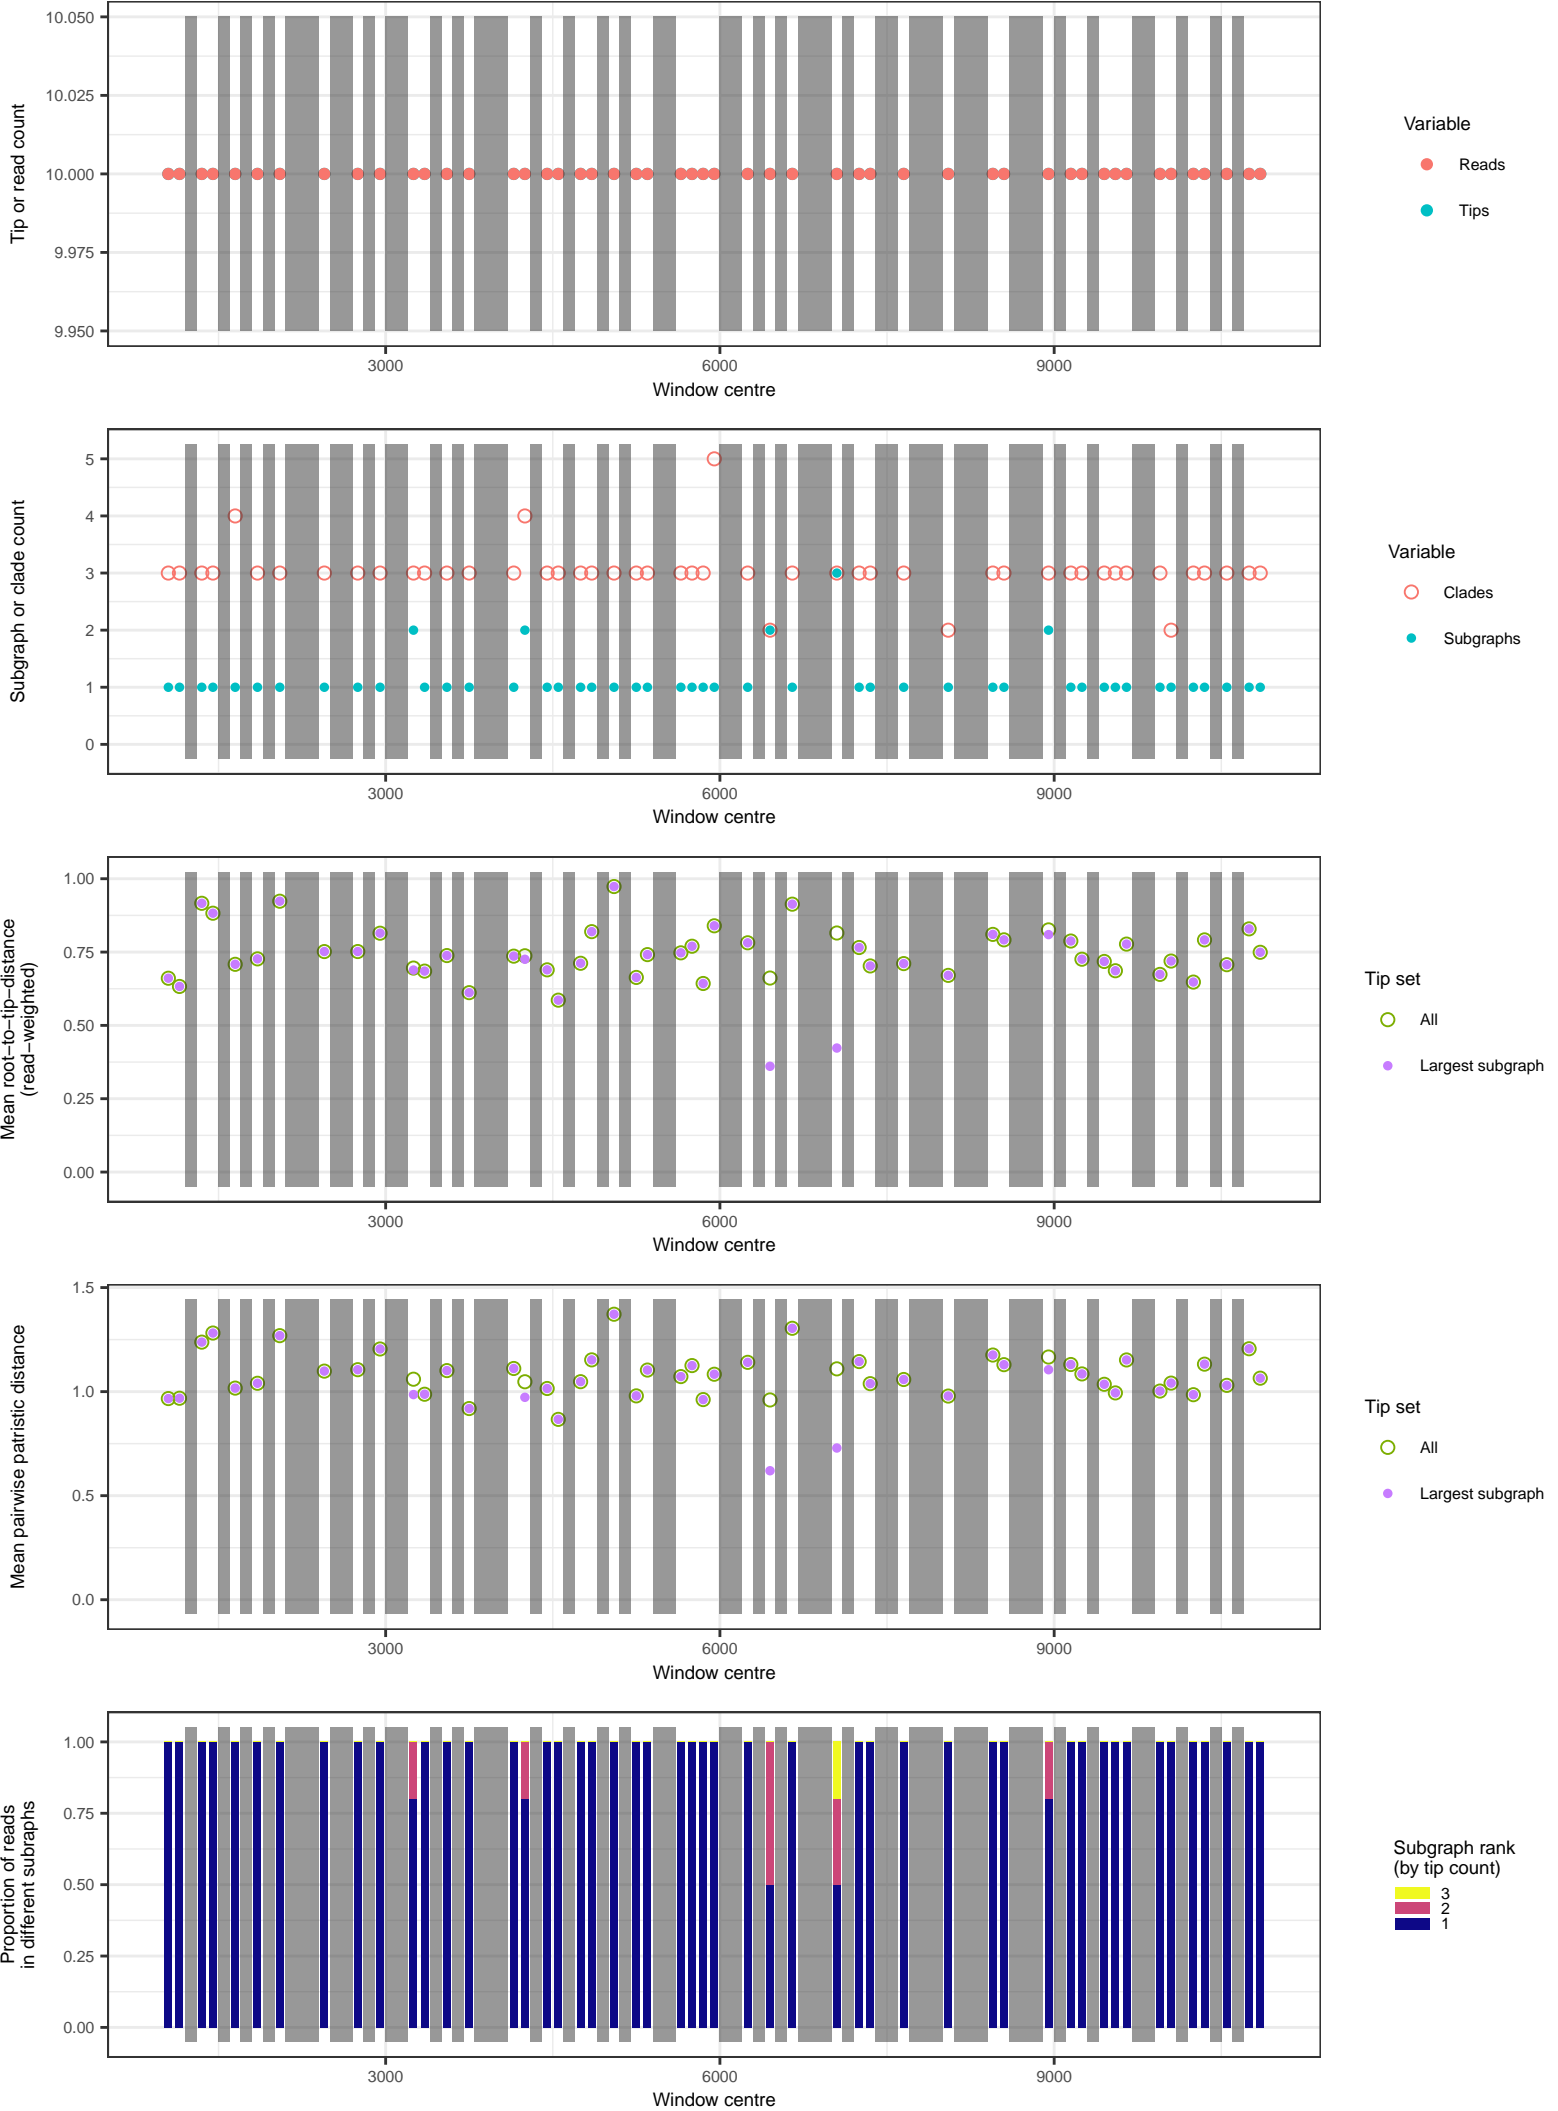 10.050
10.025
10.000
9.975
9.950
Tip or read count
3000
6000
9000
Window centre
Variable
Reads
Tips
5
4
3
2
1
0
Subgraph or clade count
3000
6000
9000
Window centre
Variable
Clades
Subgraphs
1.00
0.75
0.50
0.25
0.00
Mean root−to−tip−distance
(read−weighted)
3000
6000
9000
Window centre
Tip set
All
Largest subgraph
1.5
1.0
0.5
0.0
Mean pairwise patristic distance
3000
6000
9000
Window centre
Tip set
All
Largest subgraph
1.00
0.75
0.50
0.25
0.00
Proportion of reads
in different subraphs
3000
6000
9000
Window centre
Subgraph rank
(by tip count)
3
2
1